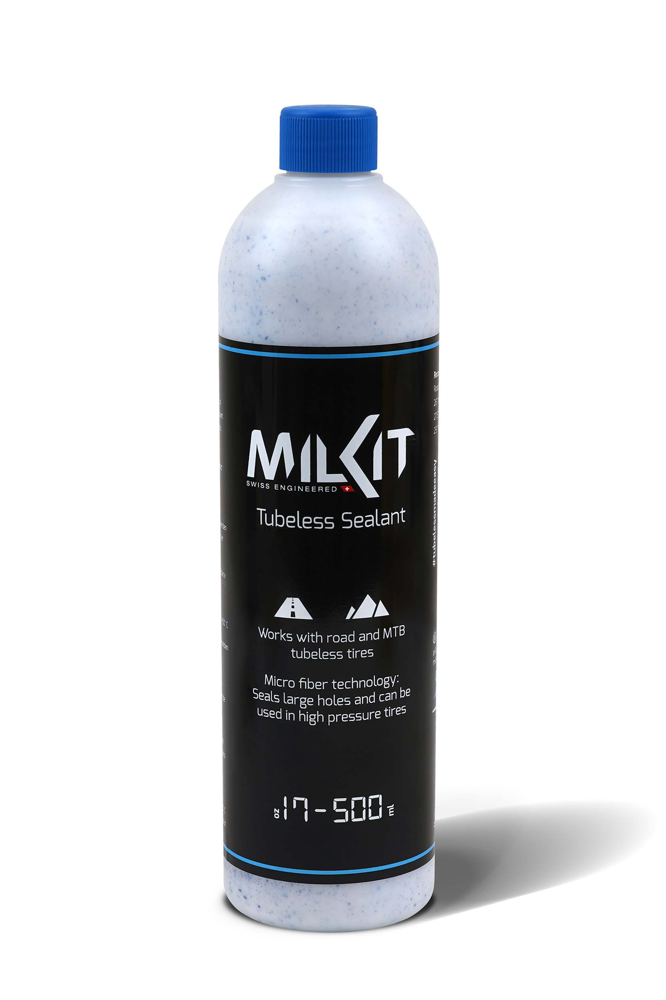 MILKIT
SWISS ENGINEERED
Tubeless Sealant
Works with road and MTB
tubeless tires
Micro fiber technology:
Seals large holes and can be
used in high pressure tires
oz 17 - 500 ml
#tubelessmadeeasy